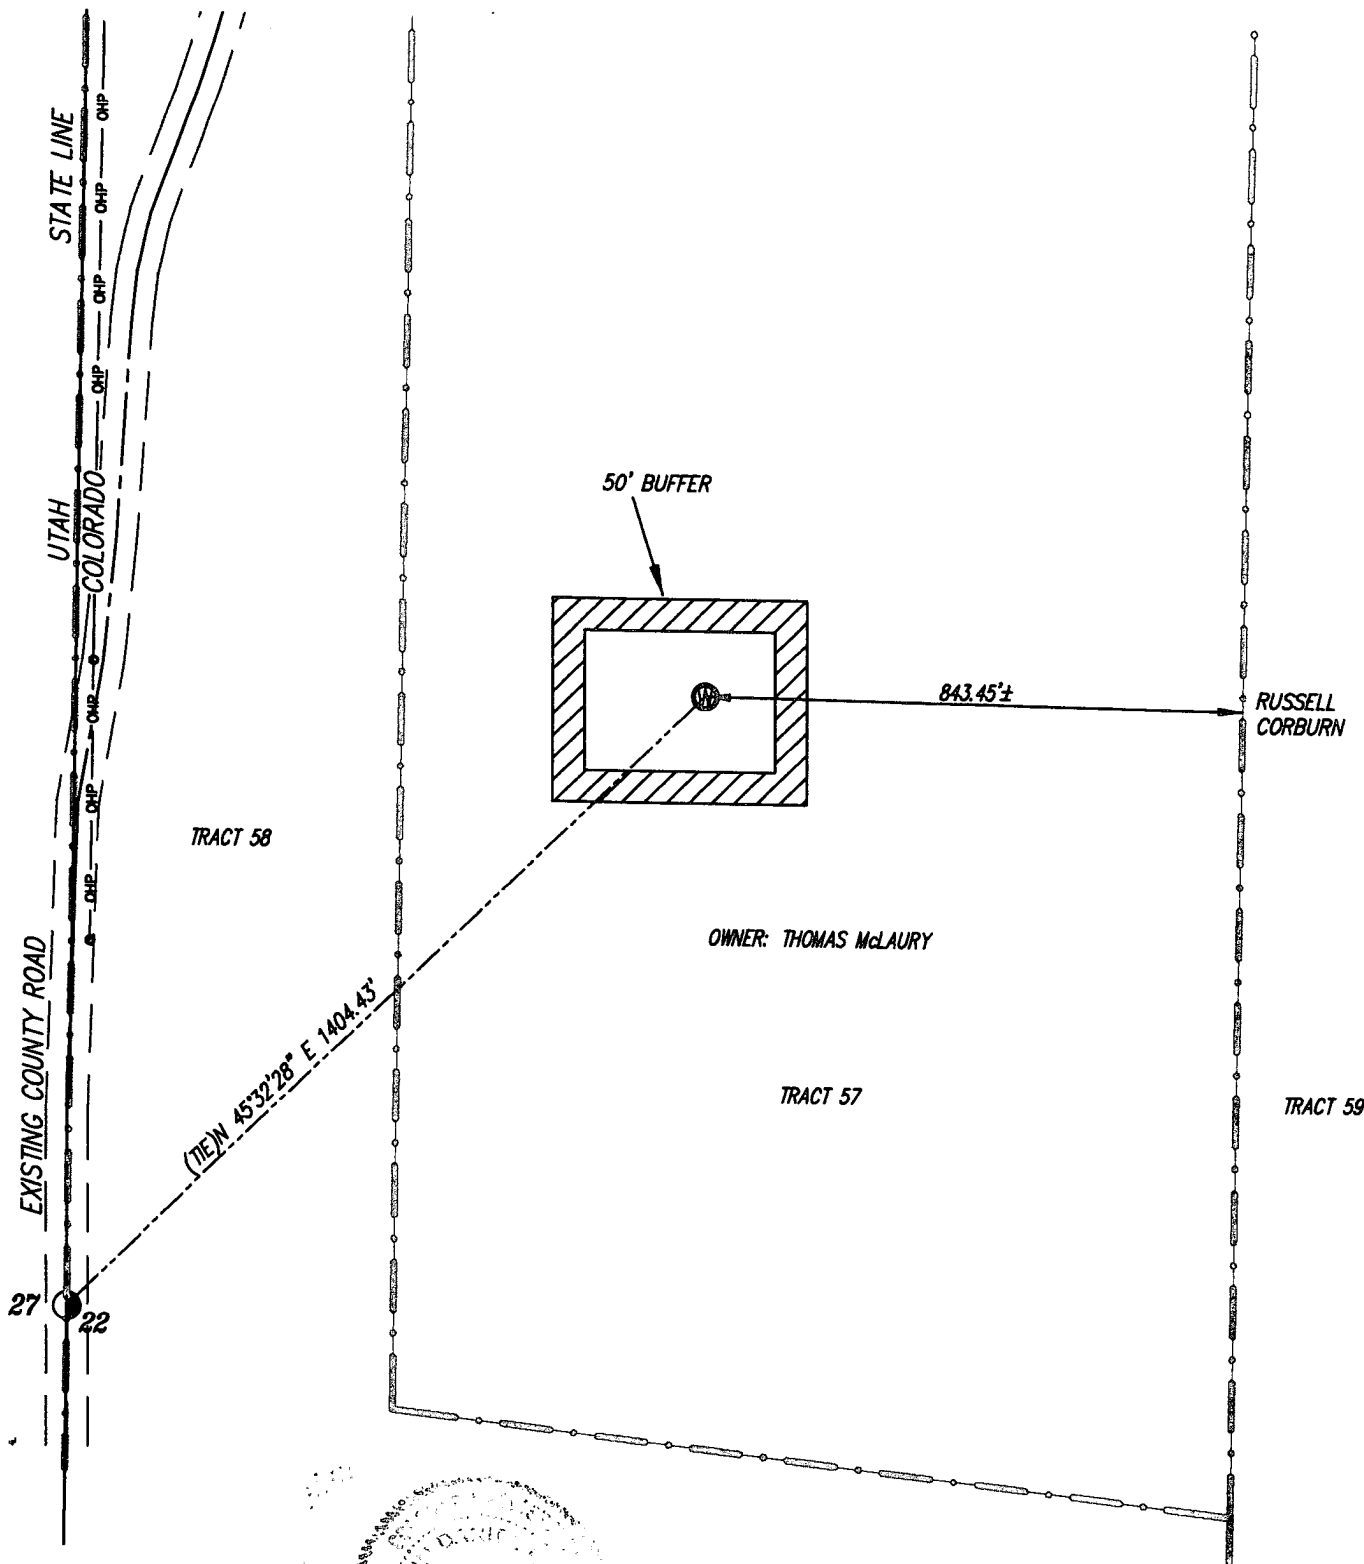 STATE LINE
OHP
OHP
OHP
OHP
UTAH
COLORADO
50' BUFFER
843.45'±
RUSSELL
CORBURN
OHP
OHP
OHP
TRACT 58
OWNER: THOMAS McLAURY
EXISTING COUNTY ROAD
(TIE)N 45°32'28" E 1404.43'
TRACT 57
TRACT 59
27
22